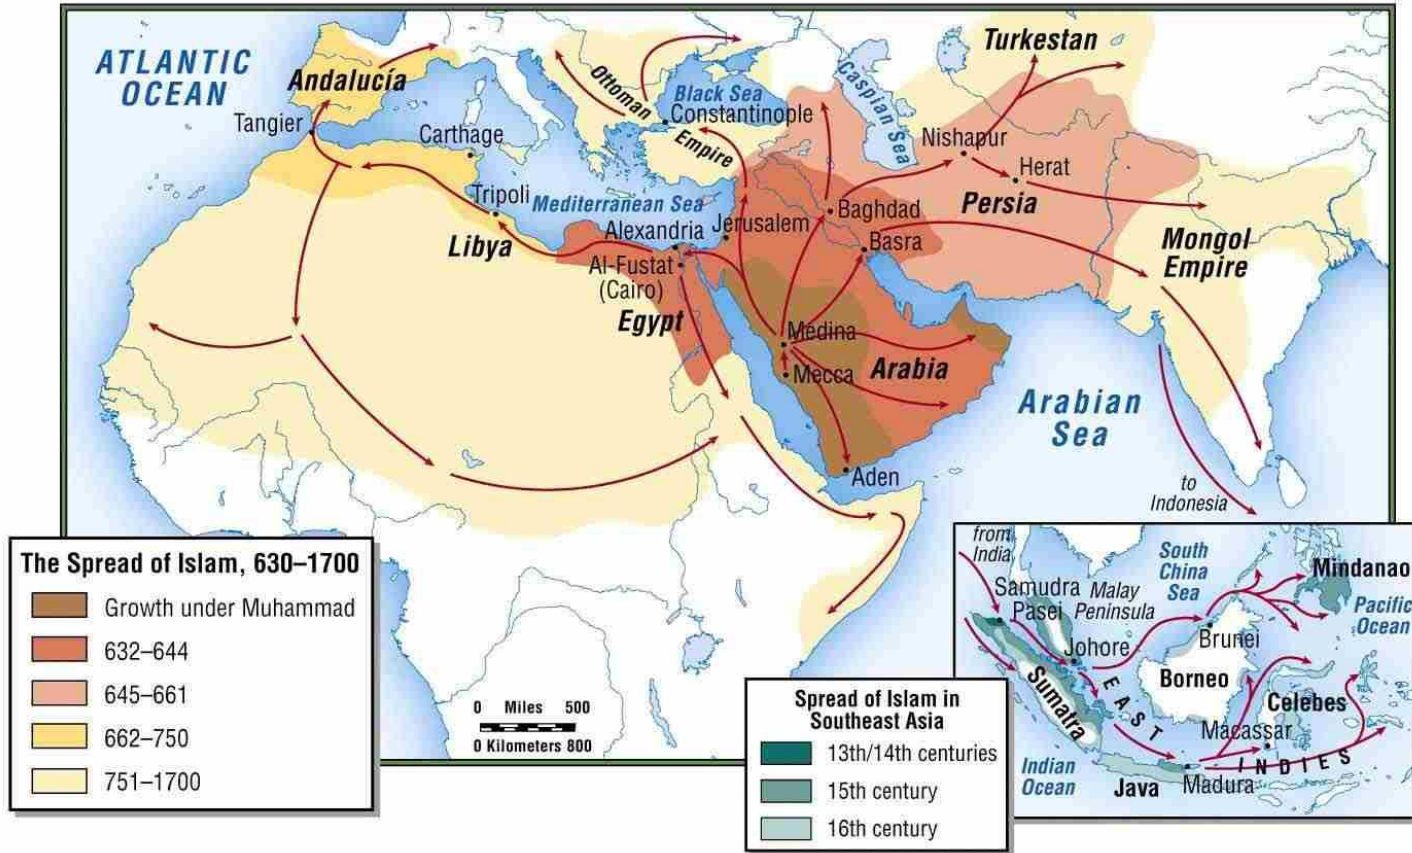 ATLANTIC
OCEAN
Andalucía
Tangier
Carthage
Tripoli
Libya
Mediterranean Sea
Ottoman
Empire
Black Sea
Constantinople
Caspian Sea
Turkestan
Nishapur
Herat
Persia
Mongol
Empire
Baghdad
Basra
Jerusalem
Alexandria
Al-Fustat
(Cairo)
Egypt
Medina
Mecca
Arabia
Aden
Arabian
Sea
to
Indonesia
The Spread of Islam, 630–1700
Growth under Muhammad
632–644
645–661
662–750
751–1700
0 Miles 500
0 Kilometers 800
Spread of Islam in
Southeast Asia
13th/14th centuries
15th century
16th century
from
India
Samudra
Pasei
Malay
Peninsula
South
China
Sea
Mindanao
Pacific
Ocean
Johore
Brunei
Borneo
Sumatra
Celebes
Macassar
EAST
INDIES
Indian
Ocean
Java
Madura